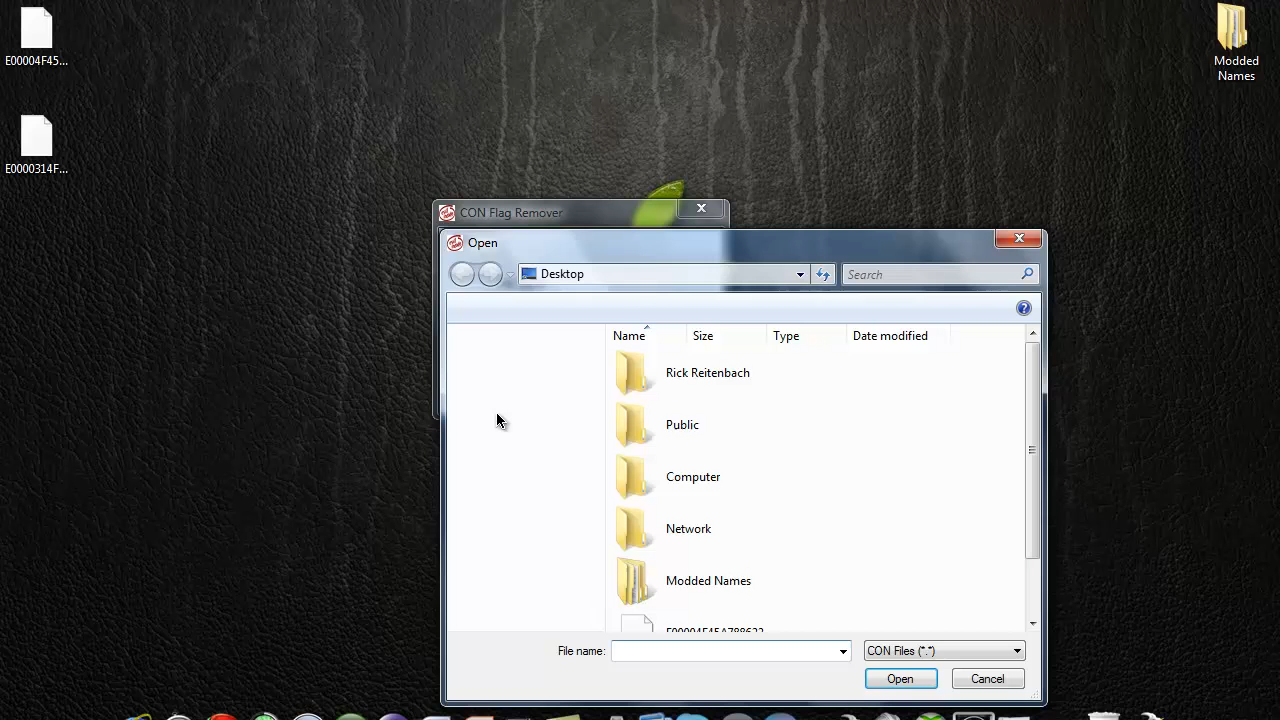 E00004F45...
E0000314F...
Modded
Names
CON Flag Remover
Open
Desktop
Search
Name
Size
Type
Date modified
Rick Reitenbach
Public
Computer
Network
Modded Names
E00004F45A788622
File name:
CON Files (*.*)
Open
Cancel